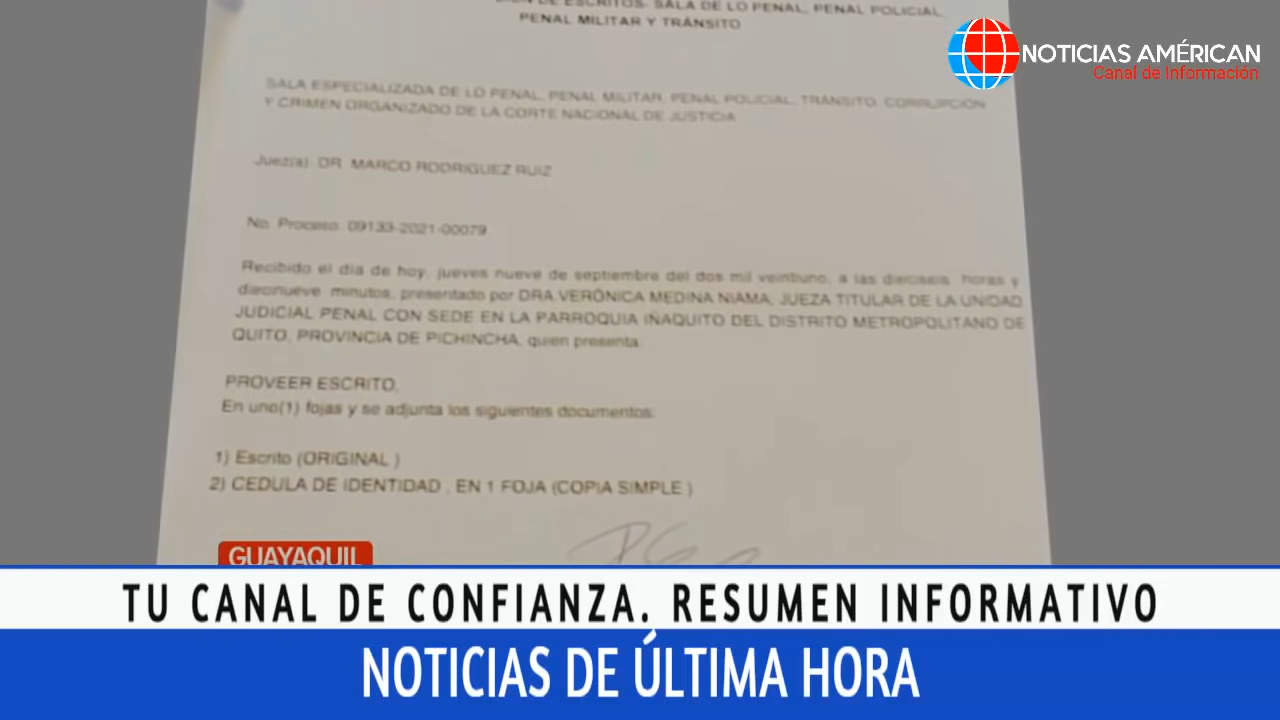 ESCRITOS- SALA DE LO PENAL, PENAL POLICIAL,
PENAL MILITAR Y TRÁNSITO
NOTICIAS AMÉRICAN
Canal de Información
SALA ESPECIALIZADA DE LO PENAL, PENAL MILITAR, PENAL POLICIAL, TRÁNSITO, CORRUPCIÓN
Y CRIMEN ORGANIZADO DE LA CORTE NACIONAL DE JUSTICIA
Juez(a). DR. MARCO RODRIGUEZ RUIZ
No. Proceso. 09133-2021-00079
Recibido el día de hoy, jueves nueve de septiembre del dos mil veintiuno, a las dieciseis horas y
diecinueve minutos, presentado por DRA.VERÓNICA MEDINA NIAMA, JUEZA TITULAR DE LA UNIDAD
JUDICIAL PENAL CON SEDE EN LA PARROQUIA IÑAQUITO DEL DISTRITO METROPOLITANO DE
QUITO, PROVINCIA DE PICHINCHA, quien presenta:
PROVEER ESCRITO,
En uno(1) fojas y se adjunta los siguientes documentos:
1) Escrito (ORIGINAL )
2) CEDULA DE IDENTIDAD , EN 1 FOJA (COPIA SIMPLE )
GUAYAQUIL
TU CANAL DE CONFIANZA. RESUMEN INFORMATIVO
NOTICIAS DE ÚLTIMA HORA